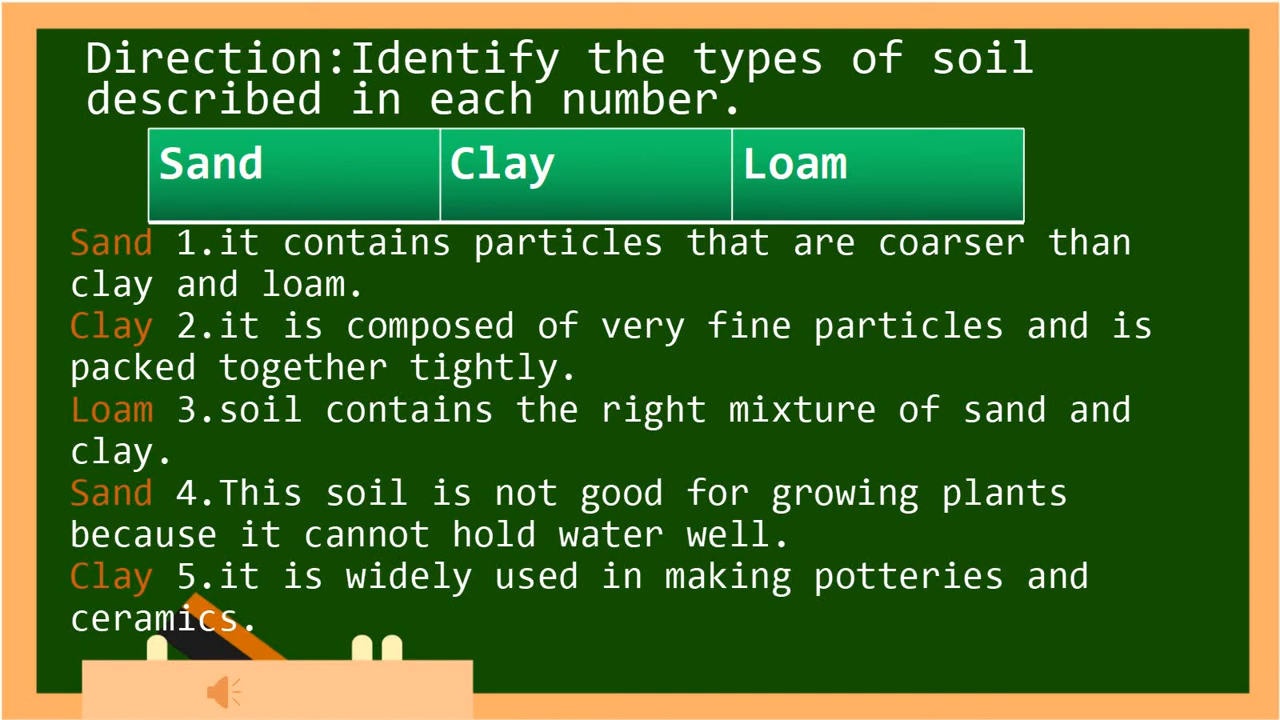 Direction:Identify the types of soil
described in each number.
Sand Clay Loam
Sand 1.it contains particles that are coarser than
clay and loam.
Clay 2.it is composed of very fine particles and is
packed together tightly.
Loam 3.soil contains the right mixture of sand and
clay.
Sand 4.This soil is not good for growing plants
because it cannot hold water well.
Clay 5.it is widely used in making potteries and
ceramics.